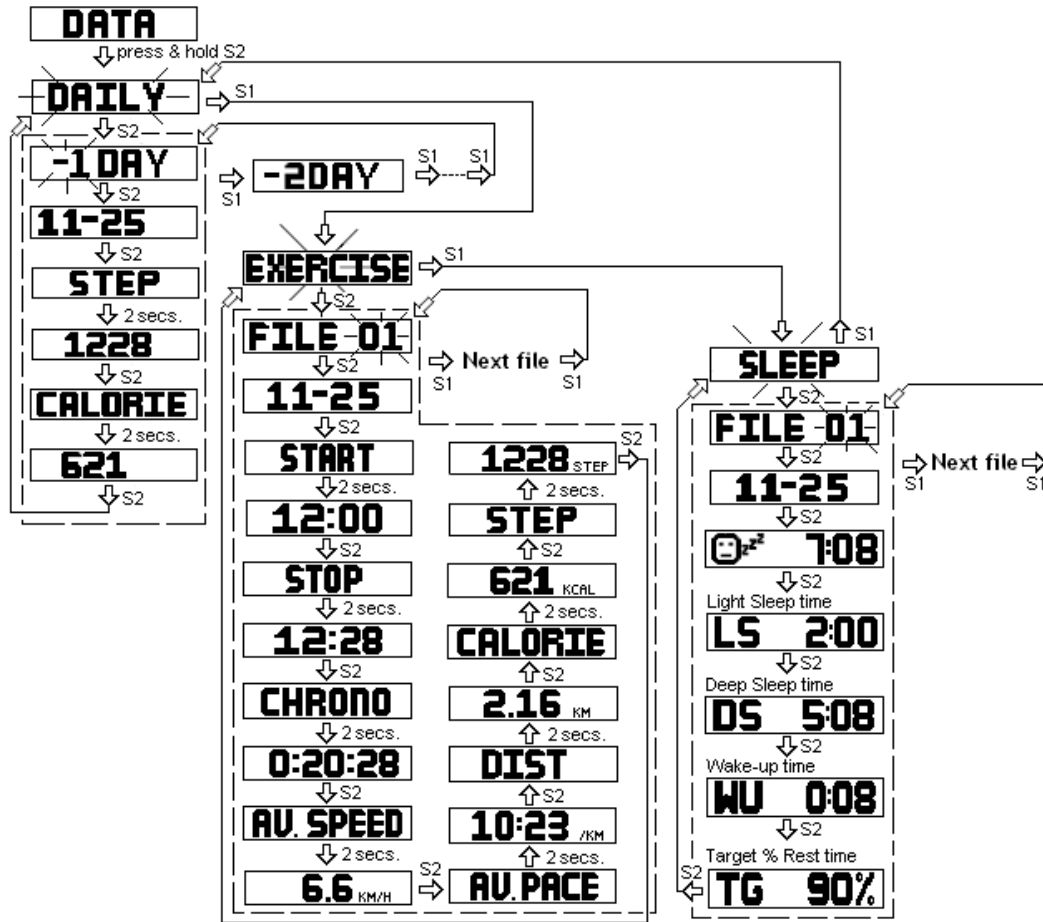 DATA
press & hold S2
DAILY
S1
S2
-1 DAY
S1
-2DAY
S1
S1
S2
11-25
S2
STEP
2 secs.
1228
S2
CALORIE
2 secs.
621
S2
EXERCISE
S1
S2
FILE 01
S1
Next file
S1
S2
11-25
S2
START
2 secs.
12:00
S2
STOP
2 secs.
12:28
S2
CHRONO
2 secs.
0:20:28
S2
AV. SPEED
2 secs.
6.6 KM/H
S2
AV. PACE
2 secs.
10:23 /KM
S2
DIST
2 secs.
2.16 KM
S2
CALORIE
2 secs.
621 KCAL
S2
STEP
2 secs.
1228 STEP
S2
SLEEP
S1
S2
FILE 01
S1
Next file
S1
S2
11-25
S2
zzz 7:08
S2
Light Sleep time
LS 2:00
S2
Deep Sleep time
DS 5:08
S2
Wake-up time
WU 0:08
S2
Target % Rest time
TG 90%
S2